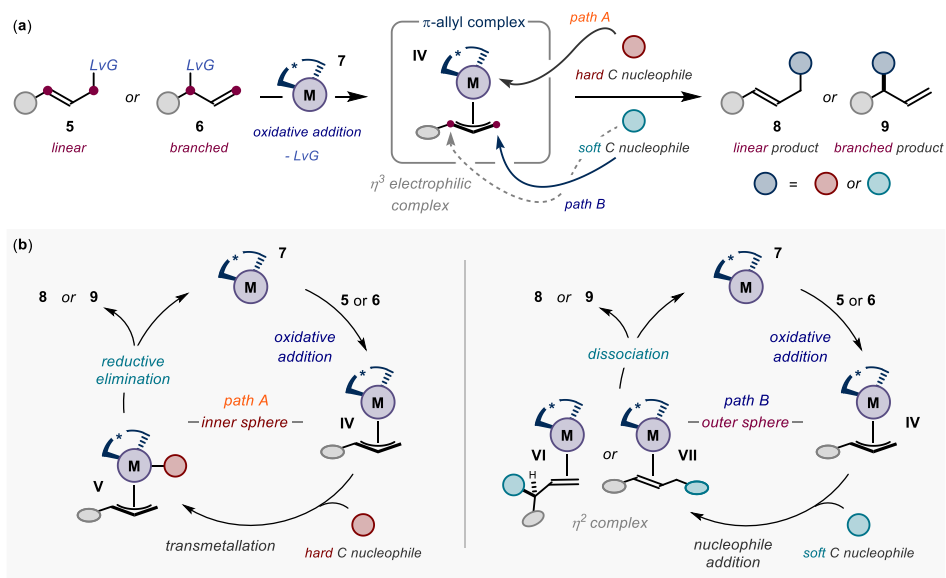 (a)
π-allyl complex
path A
LvG
LvG
7
IV
*
*
M
M
hard C nucleophile
5
or
6
oxidative addition
8
or
9
linear
branched
- LvG
soft C nucleophile
linear product
branched product
η3 electrophilic
complex
path B
=
or
(b)
7
7
*
*
M
M
8 or 9
5 or 6
8 or 9
5 or 6
oxidative
addition
oxidative
addition
reductive
elimination
dissociation
*
*
*
*
path A
path B
M
M
M
M
inner sphere
IV
outer sphere
IV
*
M
V
VI
or
VII
H
η2 complex
transmetallation
hard C nucleophile
nucleophile
addition
soft C nucleophile